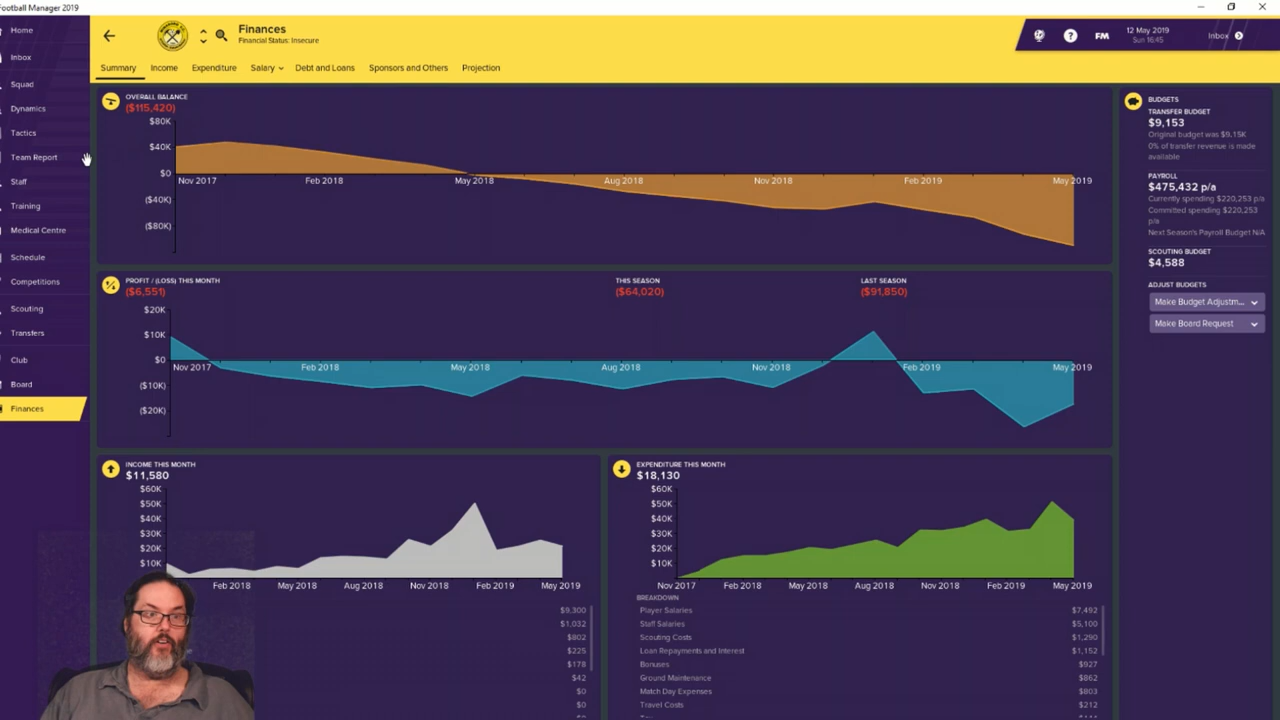 Football Manager 2019
Home
Inbox
Squad
Dynamics
Tactics
Team Report
Staff
Training
Medical Centre
Schedule
Competitions
Scouting
Transfers
Club
Board
Finances
Finances
Financial Status: Insecure
FM
12 May 2019
Sun 16:45
Inbox
Summary Income Expenditure Salary Debt and Loans Sponsors and Others Projection
OVERALL BALANCE
($115,420)
$80K
$40K
$0
($40K)
($80K)
Nov 2017 Feb 2018 May 2018 Aug 2018 Nov 2018 Feb 2019 May 2019
PROFIT / (LOSS) THIS MONTH
($6,551)
THIS SEASON
($64,020)
LAST SEASON
($91,850)
$20K
$10K
$0
($10K)
($20K)
Nov 2017 Feb 2018 May 2018 Aug 2018 Nov 2018 Feb 2019 May 2019
INCOME THIS MONTH
$11,580
$60K
$50K
$40K
$30K
$20K
$10K
Feb 2018 May 2018 Aug 2018 Nov 2018 Feb 2019 May 2019
$9,300
$1,032
$802
$225
$178
$42
$0
EXPENDITURE THIS MONTH
$18,130
$60K
$50K
$40K
$30K
$20K
$10K
Nov 2017 Feb 2018 May 2018 Aug 2018 Nov 2018 Feb 2019 May 2019
BREAKDOWN
Player Salaries $7,492
Staff Salaries $5,100
Scouting Costs $1,290
Loan Repayments and Interest $1,152
Bonuses $927
Ground Maintenance $862
Match Day Expenses $803
Travel Costs $212
BUDGETS
TRANSFER BUDGET
$9,153
Original budget was $9.15K
0% of transfer revenue is made
available
PAYROLL
$475,432 p/a
Currently spending $220,253 p/a
Committed spending $220,253
p/a
Next Season's Payroll Budget N/A
SCOUTING BUDGET
$4,588
ADJUST BUDGETS
Make Budget Adjustm...
Make Board Request